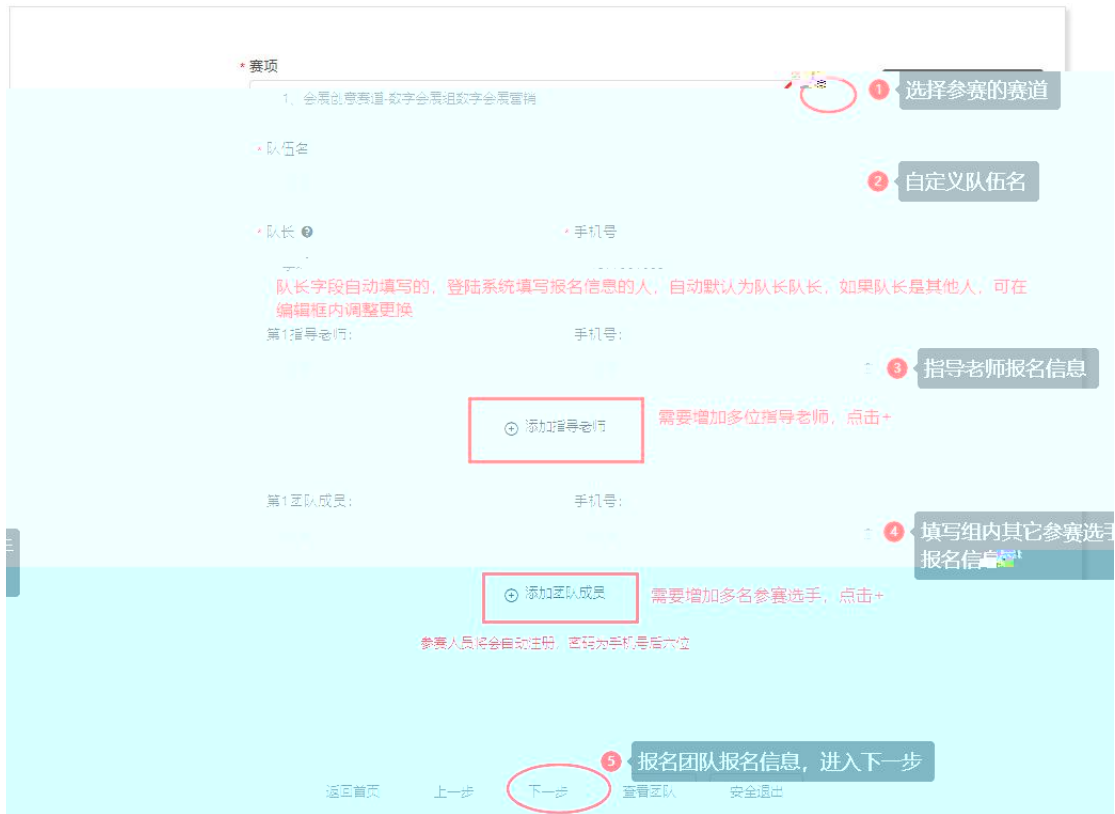 * 赛项
1 选择参赛的赛道
1、会展创意赛道-数字会展组数字会展营销
* 队伍名
2 自定义队伍名
* 队长 * 手机号
队长字段自动填写的，登陆系统填写报名信息的人，自动默认为队长队长，如果队长是其他人，可在
编辑框内调整更换
第1指导老师： 手机号：
3 指导老师报名信息
添加指导老师 需要增加多位指导老师，点击+
第1团队成员： 手机号：
4 填写组内其它参赛选手
报名信息
添加团队成员 需要增加多名参赛选手，点击+
参赛人员将会自动注册，密码为手机号后六位
5 报名团队报名信息，进入下一步
返回首页 上一步 下一步 查看团队 安全退出